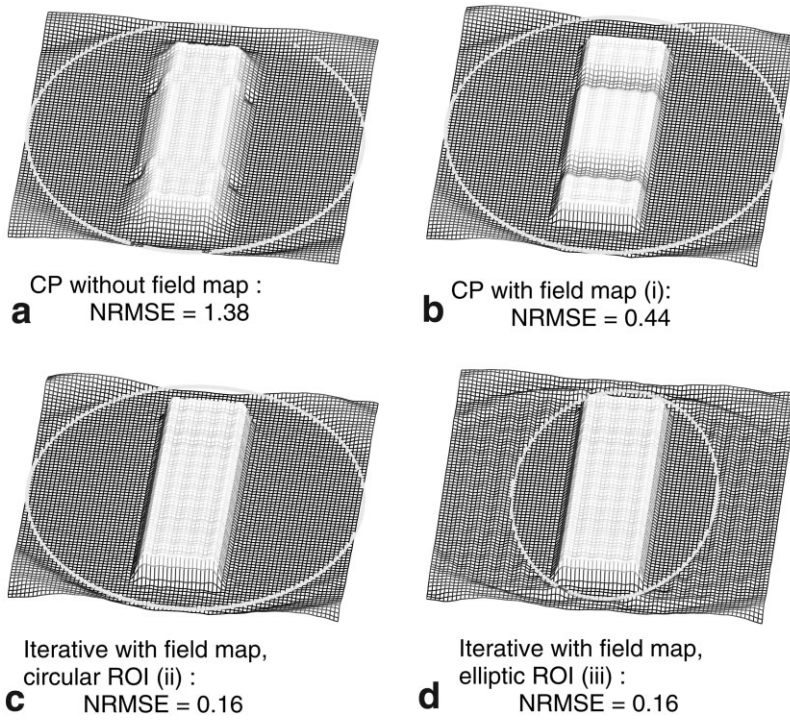 CP without field map :
a NRMSE = 1.38
CP with field map (i):
b NRMSE = 0.44
Iterative with field map,
circular ROI (ii) :
c NRMSE = 0.16
Iterative with field map,
elliptic ROI (iii) :
d NRMSE = 0.16